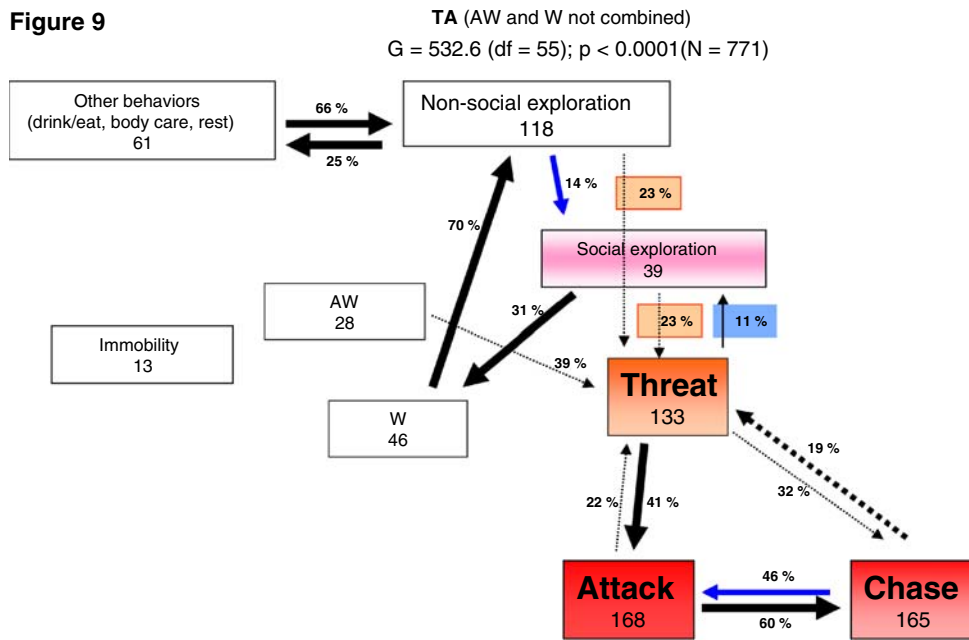 Figure 9
TA (AW and W not combined)
G = 532.6 (df = 55); p < 0.0001(N = 771)
Other behaviors
(drink/eat, body care, rest)
61
66 %
25 %
Non-social exploration
118
14 %
23 %
70 %
Social exploration
39
AW
28
31 %
23 %
11 %
Immobility
13
39 %
Threat
133
W
46
19 %
32 %
22 %
41 %
Attack
168
46 %
60 %
Chase
165